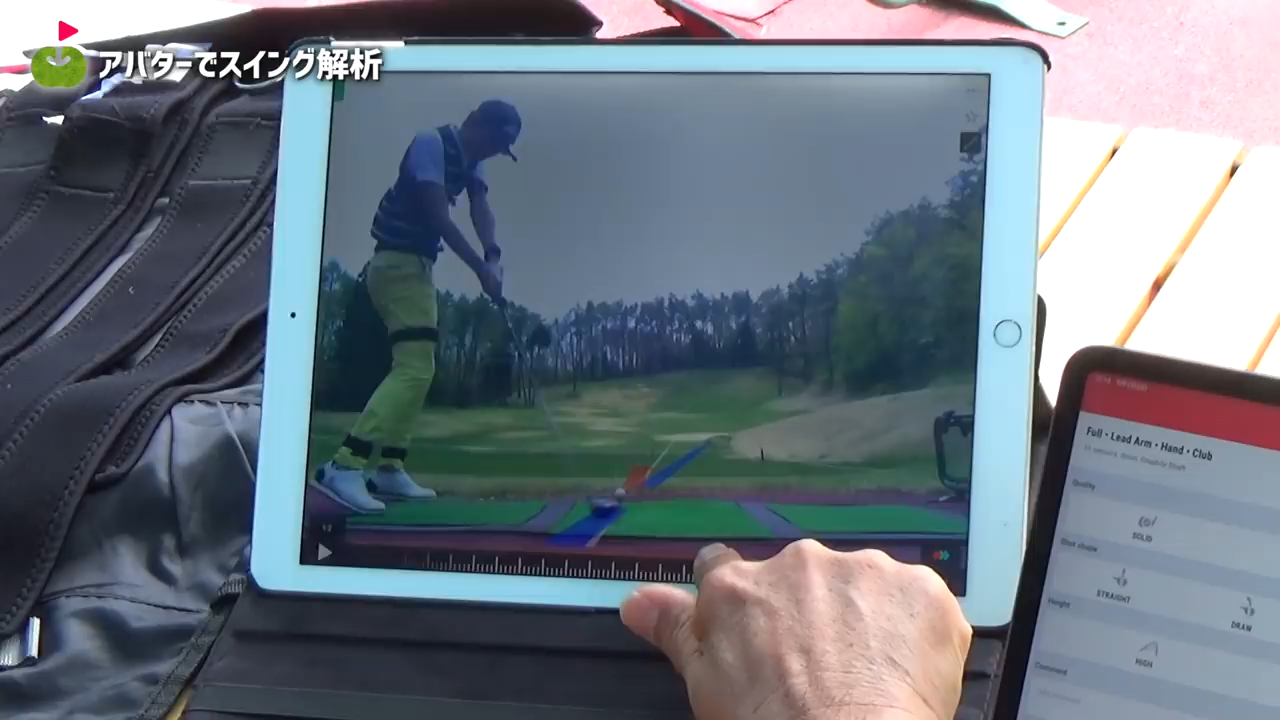 アバターでスイング解析
Full • Lead Arm • Hand • Club
Quality
SOLID
Shot shape
STRAIGHT
DRAW
Height
HIGH
Comment